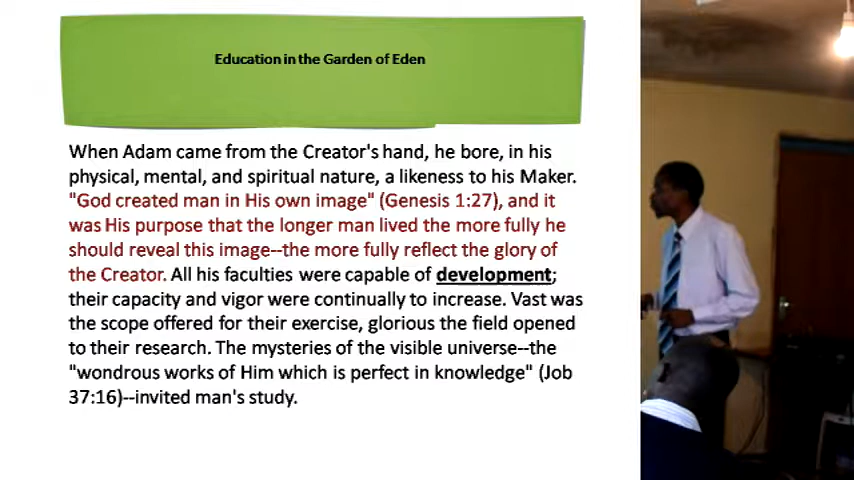 Education in the Garden of Eden
When Adam came from the Creator's hand, he bore, in his
physical, mental, and spiritual nature, a likeness to his Maker.
"God created man in His own image" (Genesis 1:27), and it
was His purpose that the longer man lived the more fully he
should reveal this image--the more fully reflect the glory of
the Creator. All his faculties were capable of development;
their capacity and vigor were continually to increase. Vast was
the scope offered for their exercise, glorious the field opened
to their research. The mysteries of the visible universe--the
"wondrous works of Him which is perfect in knowledge" (Job
37:16)--invited man's study.